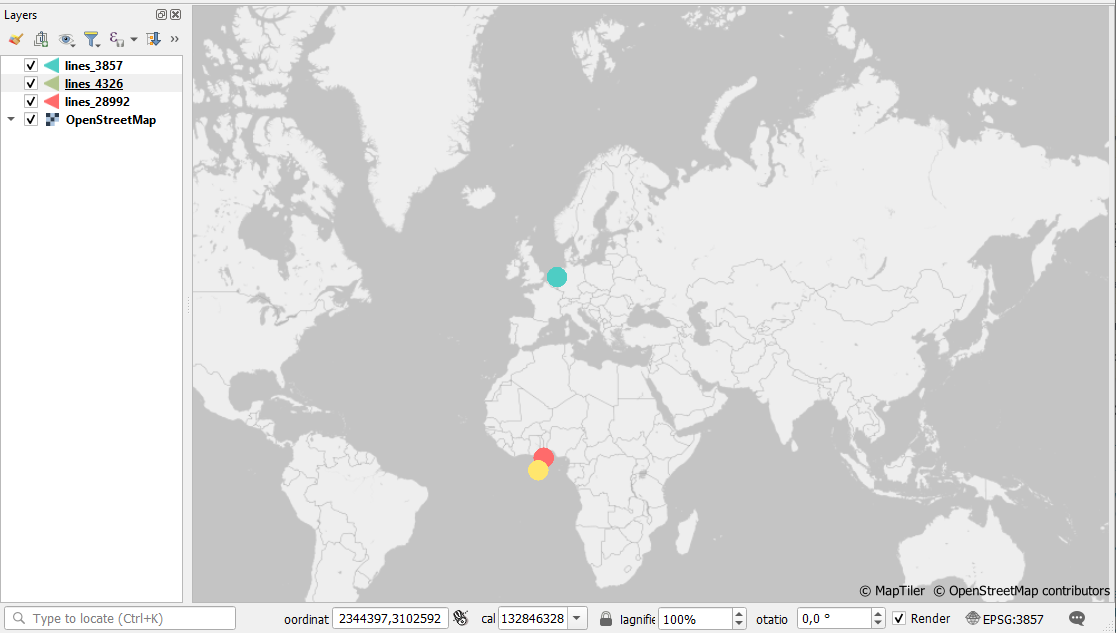 Layers
lines_3857
lines_4326
lines_28992
OpenStreetMap
© MapTiler © OpenStreetMap contributors
Type to locate (Ctrl+K)
oordinat 2344397,3102592 cal 132846328 lagnifie 100% otatio 0,0 ° Render EPSG:3857